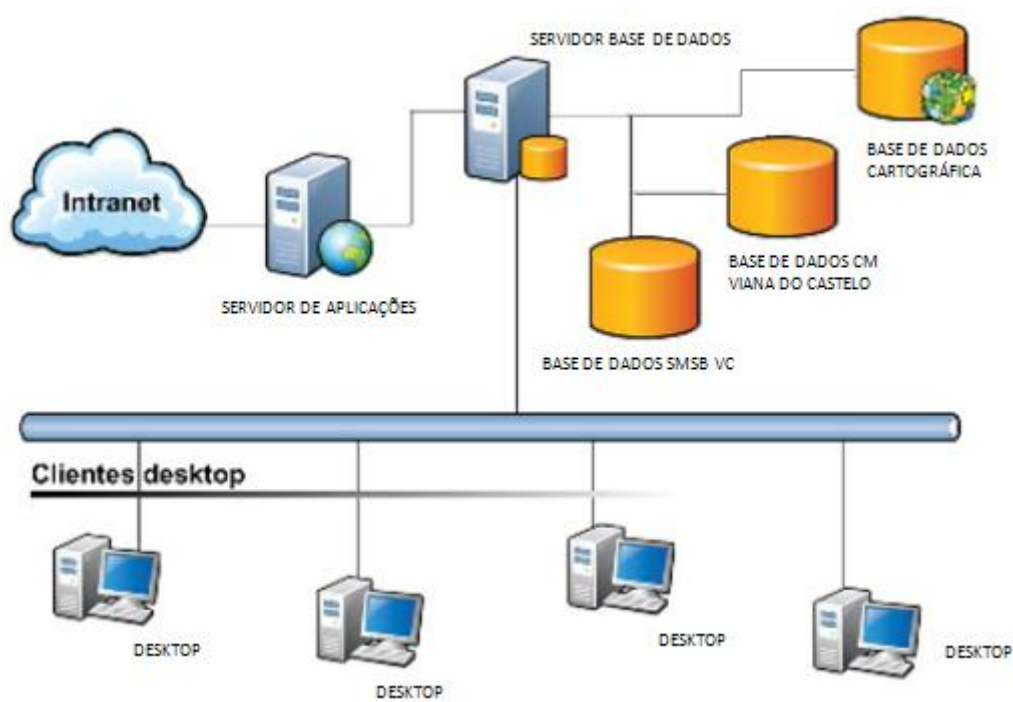 SERVIDOR BASE DE DADOS
BASE DE DADOS
CARTOGRÁFICA
Intranet
BASE DE DADOS CM
VIANA DO CASTELO
SERVIDOR DE APLICAÇÕES
BASE DE DADOS SMSB VC
Clientes desktop
DESKTOP
DESKTOP
DESKTOP
DESKTOP